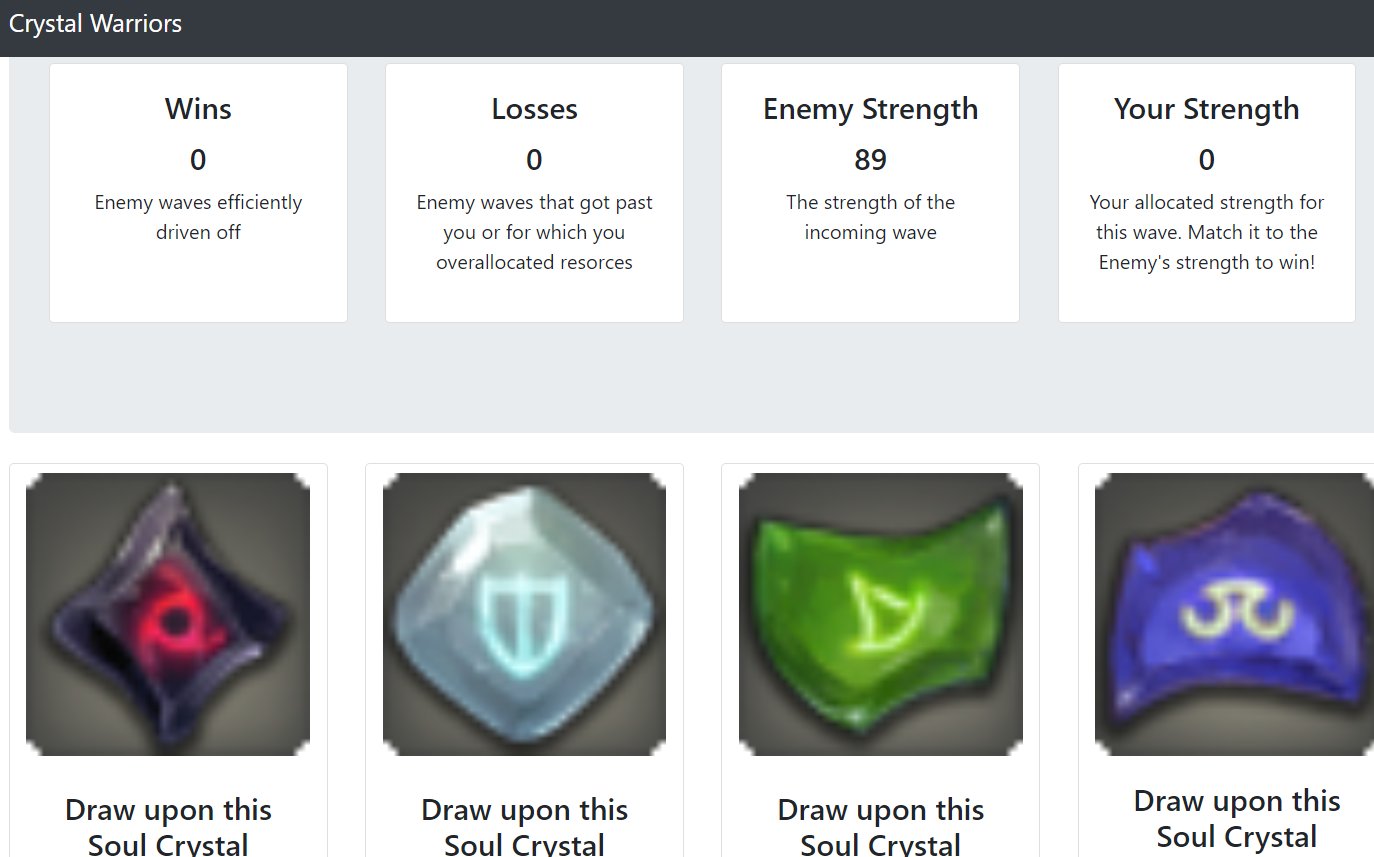 Crystal Warriors
Wins
0
Enemy waves efficiently
driven off
Losses
0
Enemy waves that got past
you or for which you
overallocated resorces
Enemy Strength
89
The strength of the
incoming wave
Your Strength
0
Your allocated strength for
this wave. Match it to the
Enemy's strength to win!
Draw upon this
Soul Crystal
Draw upon this
Soul Crystal
Draw upon this
Soul Crystal
Draw upon this
Soul Crystal